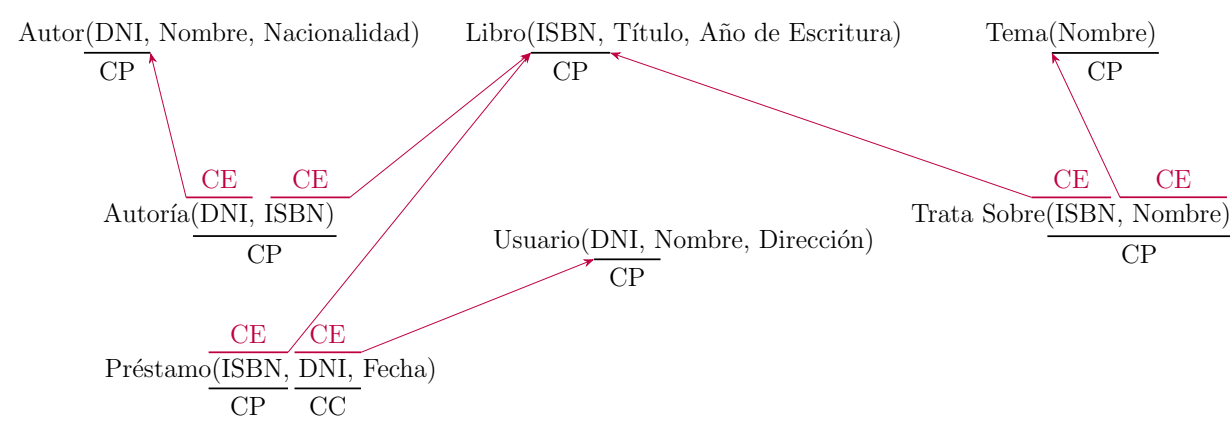 Autor(DNI, Nombre, Nacionalidad) Libro(ISBN, Título, Año de Escritura) Tema(Nombre)
CP CP CP
CE CE CE CE
Autoría(DNI, ISBN) Trata Sobre(ISBN, Nombre)
CP CP
Usuario(DNI, Nombre, Dirección)
CP
CE CE
Préstamo(ISBN, DNI, Fecha)
CP CC